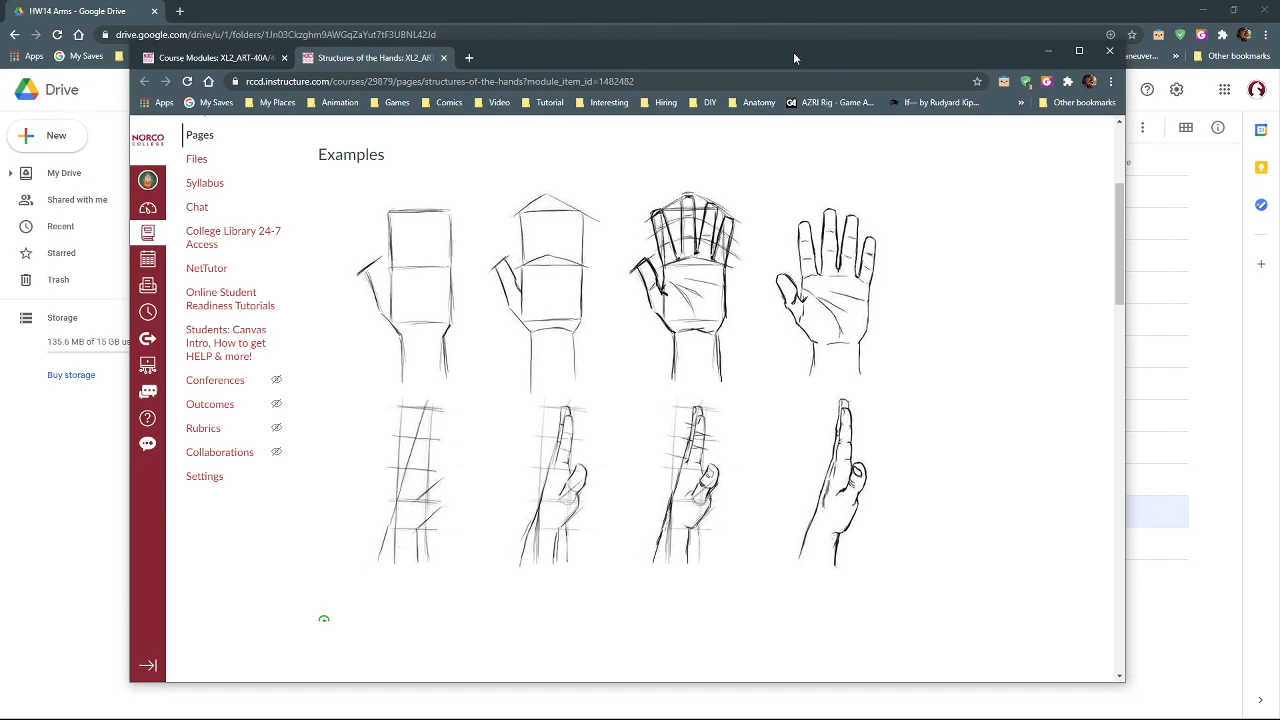 HW14 Arms - Google Drive
drive.google.com/drive/u/1/folders/1Jn03Ckzghm9AWGqZaYut7tF3UBNL42Jd
Apps
My Saves
Other bookmarks
Course Modules: XL2_ART-40A/4
Structures of the Hands: XL2_ART
rccd.instructure.com/courses/29879/pages/structure-of-the-hands?module_item_id=1482482
Apps
My Saves
My Places
Animation
Games
Comics
Video
Tutorial
Interesting
Hiring
DIY
Anatomy
AZRI Rig - Game A...
If— by Rudyard Kip...
»
Other bookmarks
Drive
New
My Drive
Shared with me
Recent
Starred
Trash
Storage
135.6 MB of 15 GB us
Buy storage
NORCO
COLLEGE
Pages
Files
Syllabus
Chat
College Library 24-7
Access
NetTutor
Online Student
Readiness Tutorials
Students: Canvas
Intro, How to get
HELP & more!
Conferences
Outcomes
Rubrics
Collaborations
Settings
Examples